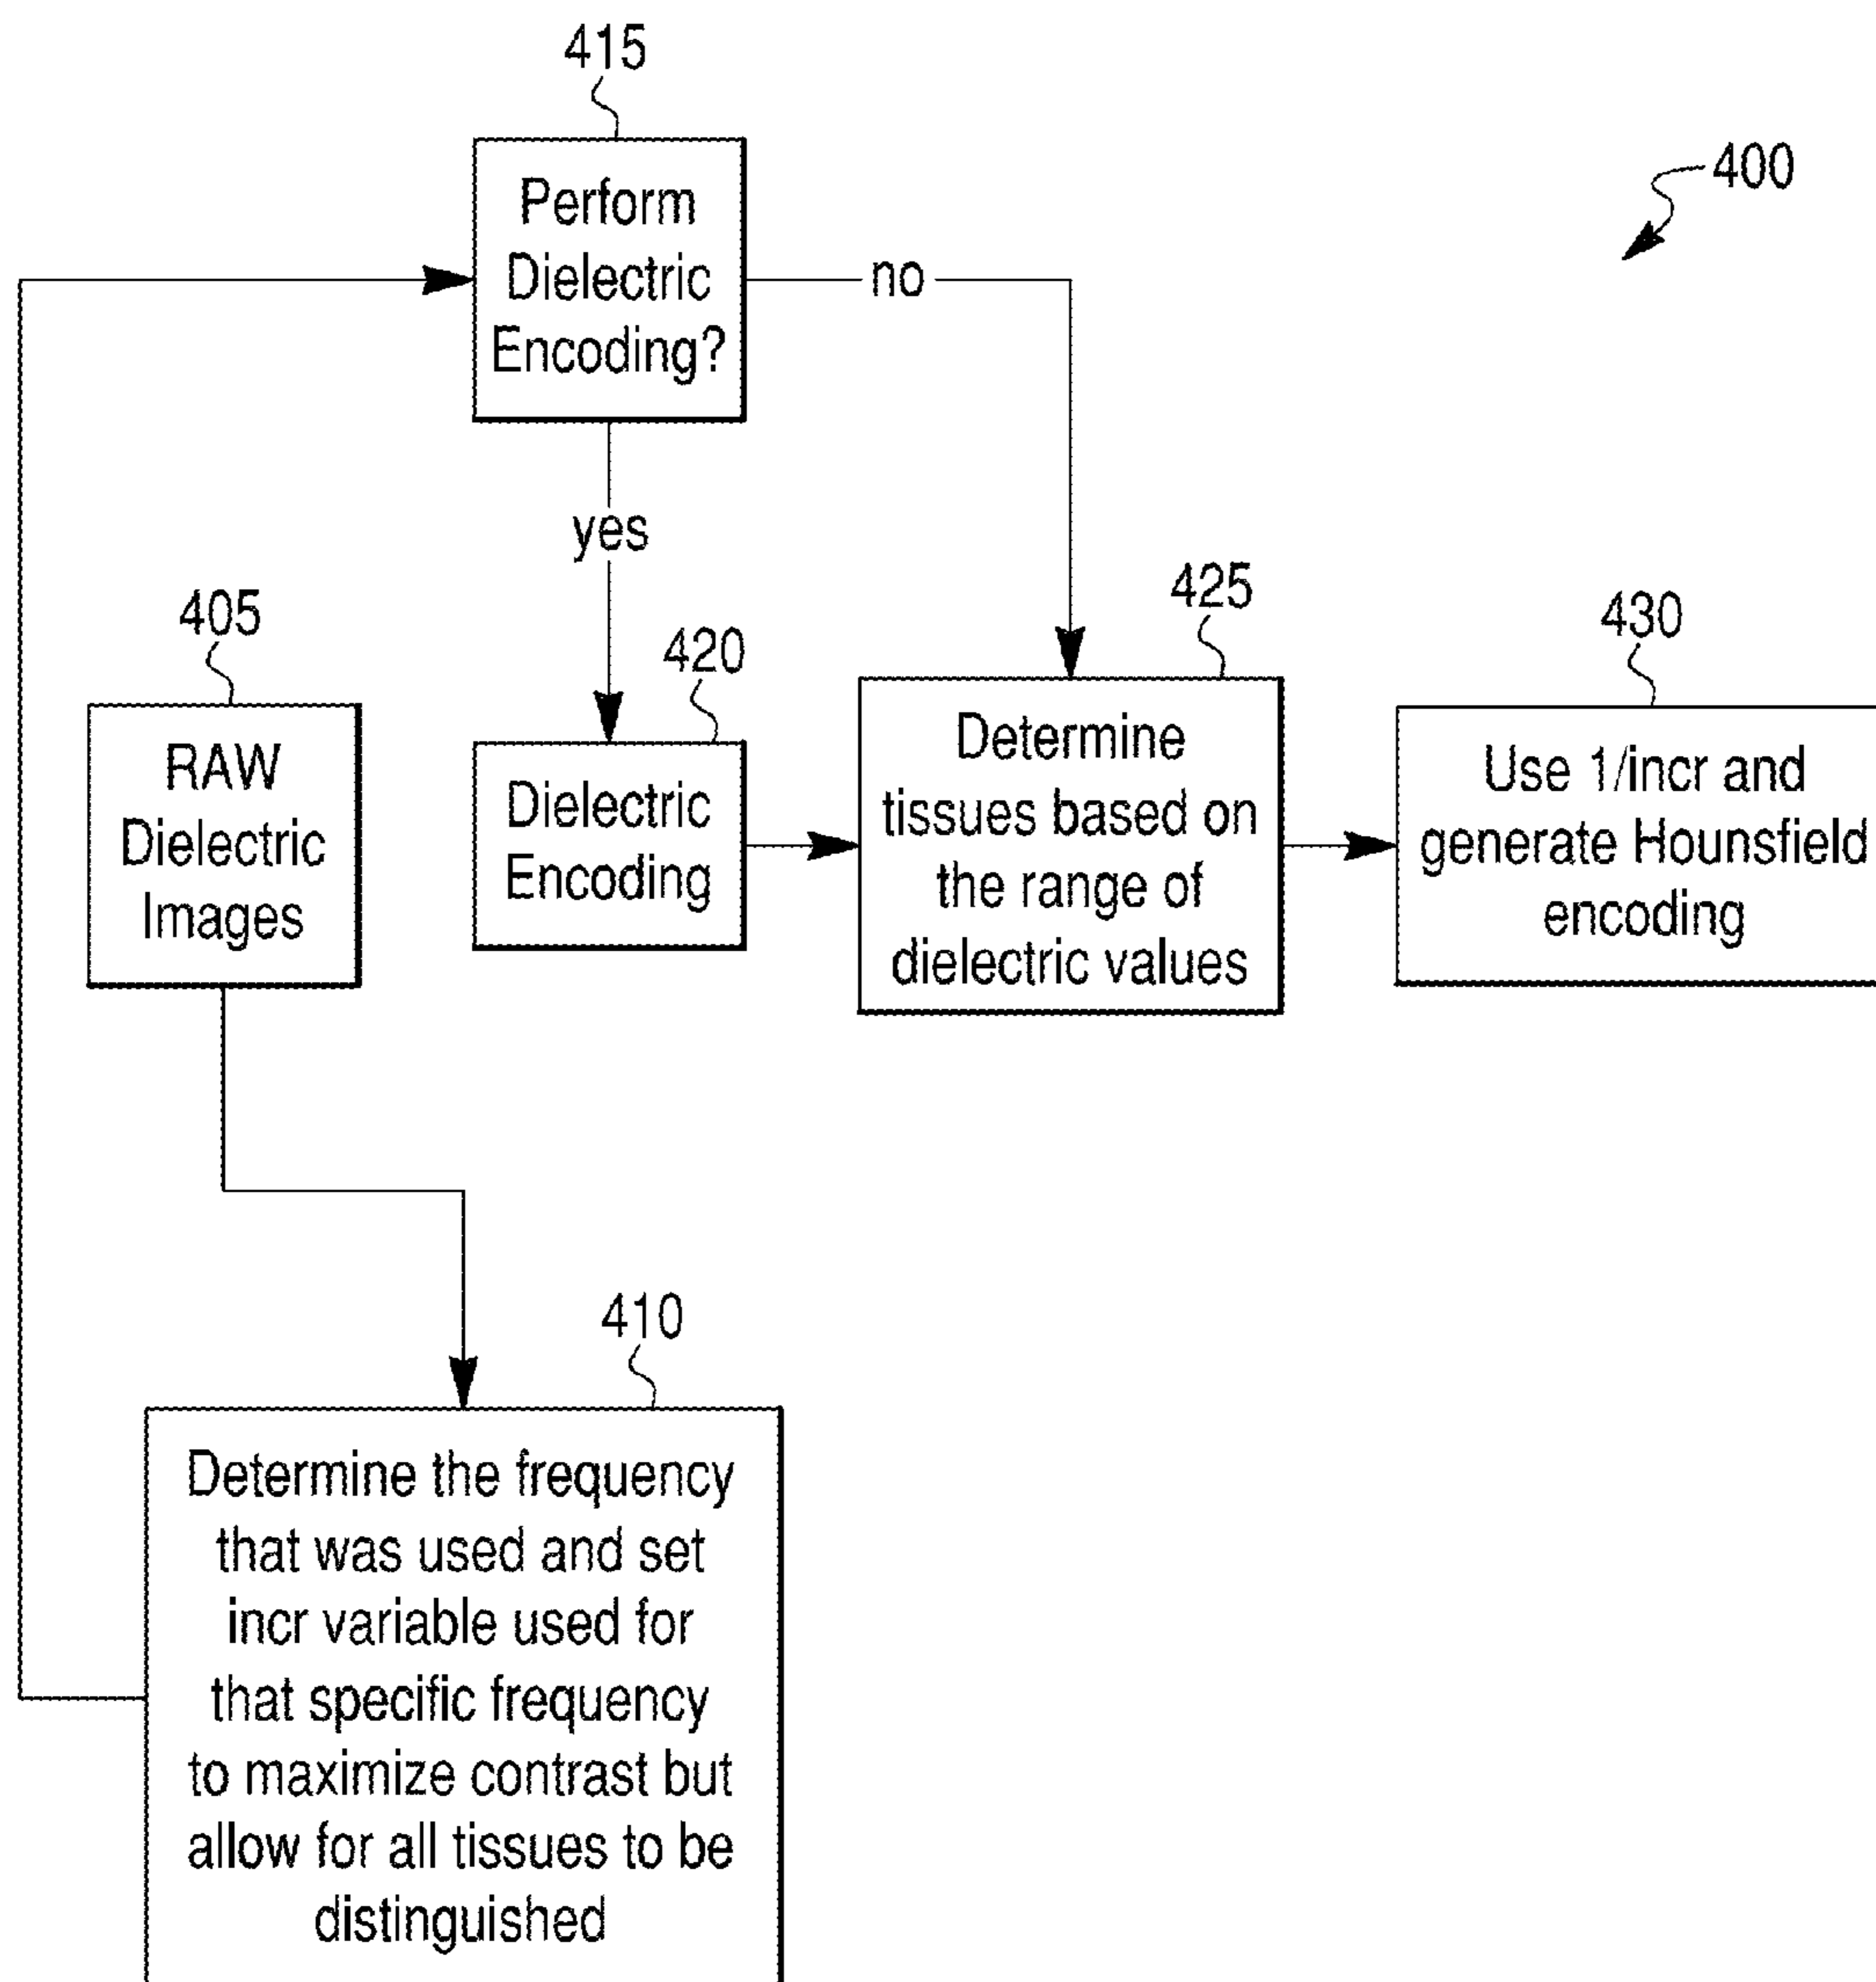 415
Perform
Dielectric
Encoding?
400
no
yes
405
RAW
Dielectric
Images
420
Dielectric
Encoding
425
Determine
tissues based on
the range of
dielectric values
430
Use 1/incr and
generate Hounsfield
encoding
410
Determine the frequency
that was used and set
incr variable used for
that specific frequency
to maximize contrast but
allow for all tissues to be
distinguished